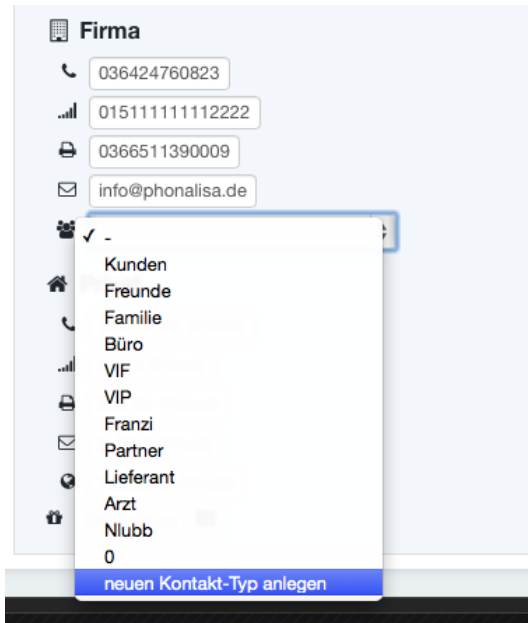 Firma
036424760823
015111111112222
0366511390009
info@phonalisa.de
-
Kunden
Freunde
Familie
Büro
VIF
VIP
Franzi
Partner
Lieferant
Arzt
Nlubb
0
neuen Kontakt-Typ anlegen